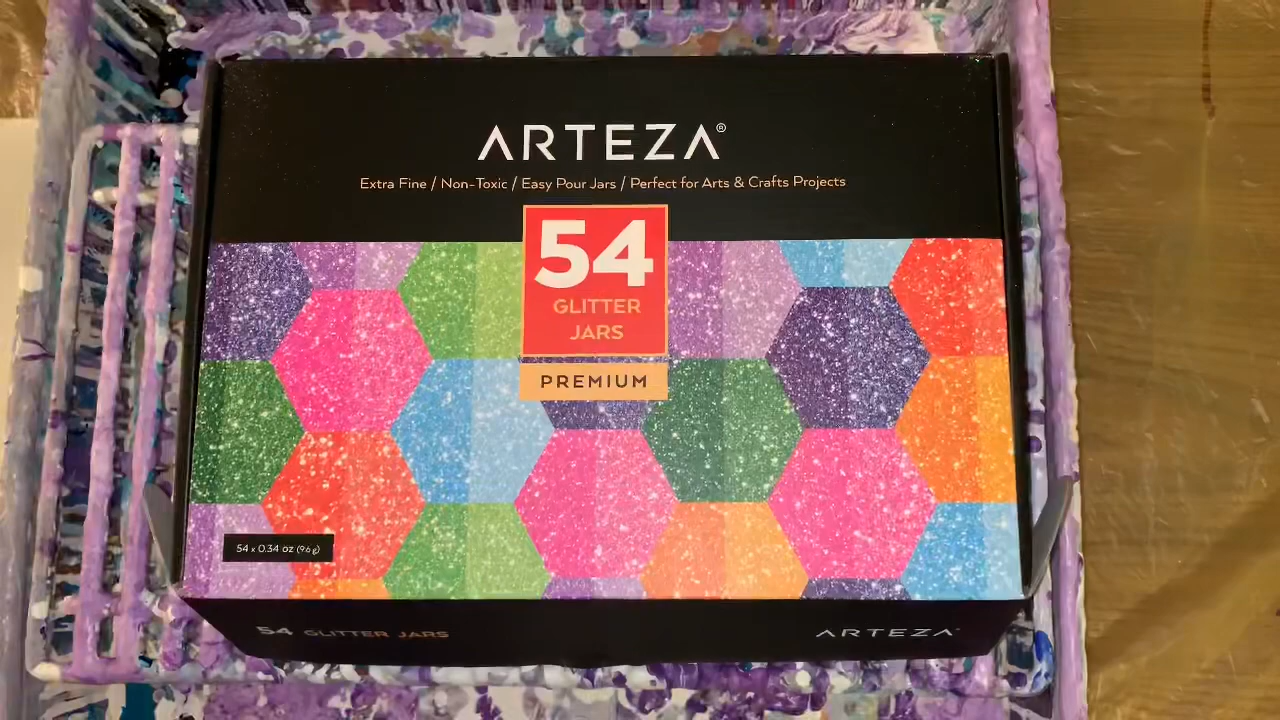 ARTEZA®
Extra Fine / Non-Toxic / Easy Pour Jars / Perfect for Arts & Crafts Projects
54
GLITTER
JARS
PREMIUM
54 x 0.34 oz (9.6 g)
54 GLITTER JARS
ARTEZA